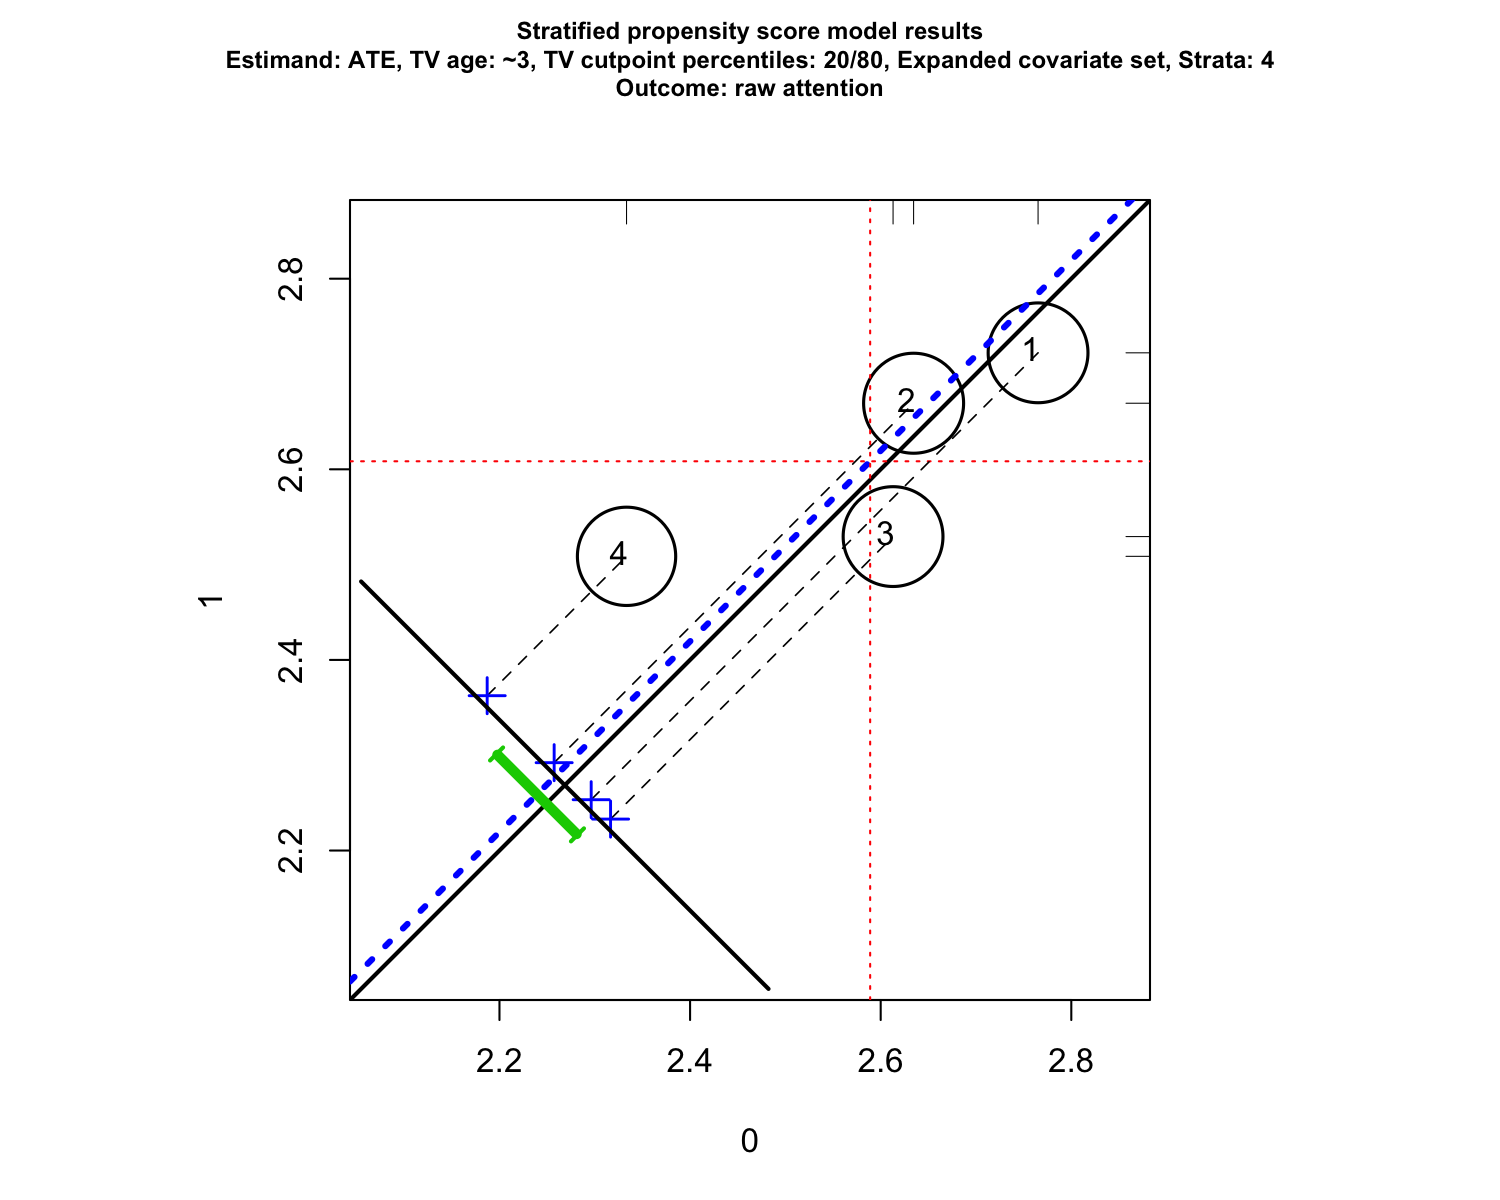 Stratified propensity score model results
Estimand: ATE, TV age: ~3, TV cutpoint percentiles: 20/80, Expanded covariate set, Strata: 4
Outcome: raw attention
2.8
1
2
2.6
3
4
2.4
1
2.2
2.2 2.4 2.6 2.8
0